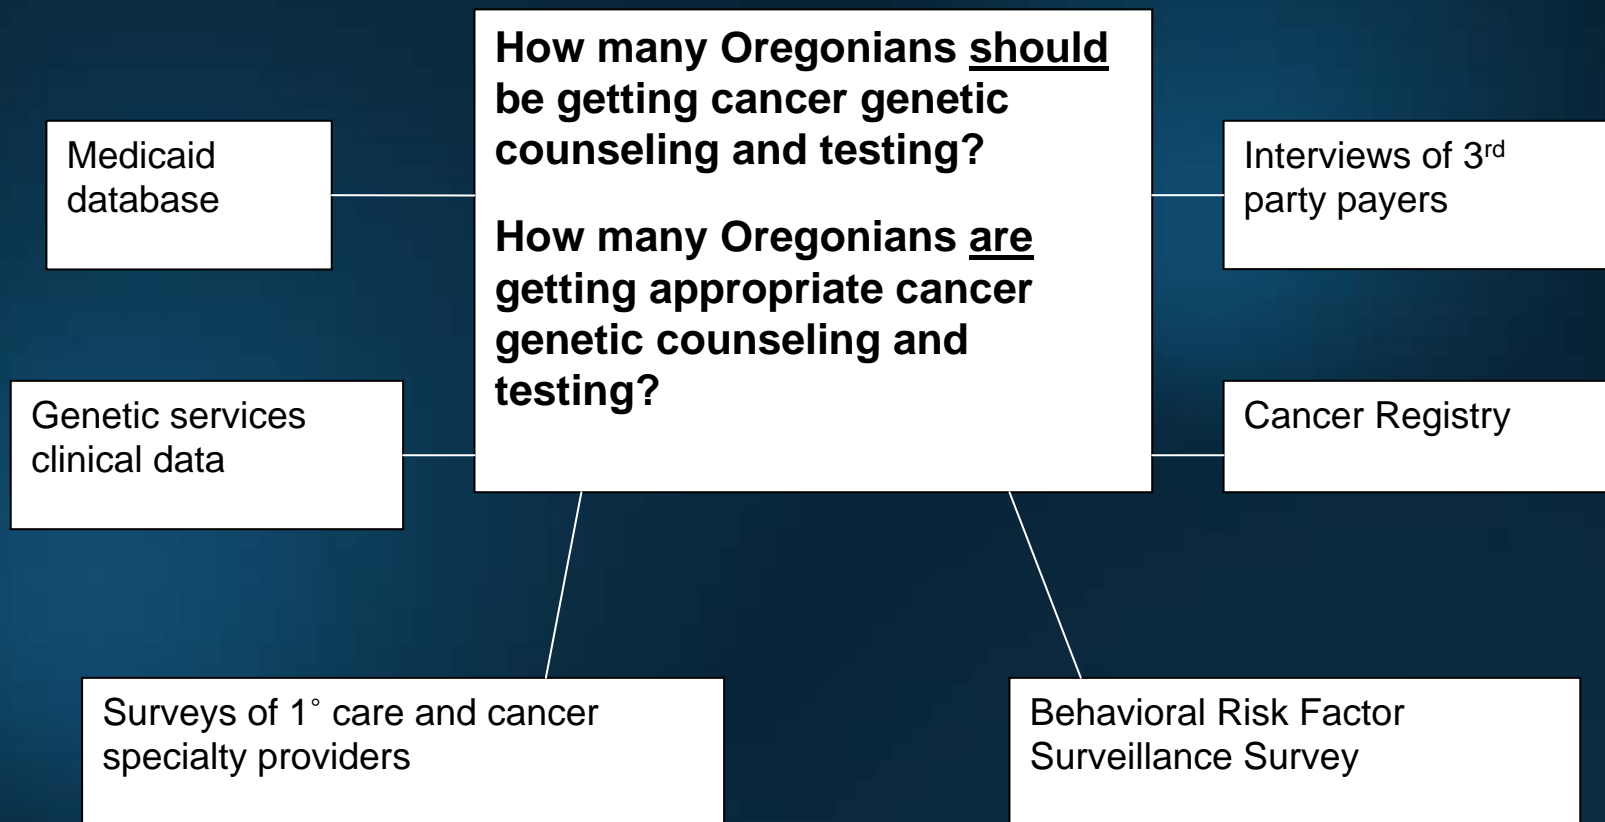 How many Oregonians should
be getting cancer genetic
counseling and testing?
How many Oregonians are
getting appropriate cancer
genetic counseling and
testing?
Medicaid
database
Interviews of 3rd
party payers
Genetic services
clinical data
Cancer Registry
Surveys of 1˚ care and cancer
specialty providers
Behavioral Risk Factor
Surveillance Survey